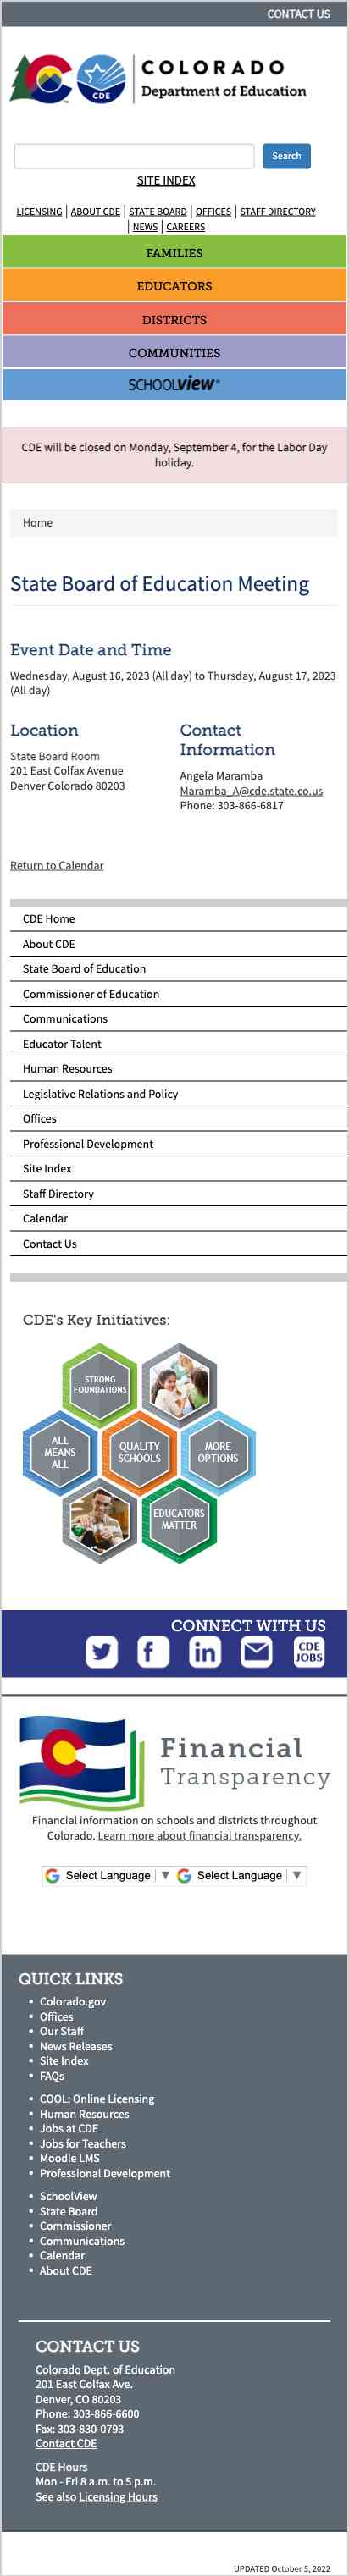 CONTACT US
COLORADO
Department of Education
CDE
Search
SITE INDEX
LICENSING | ABOUT CDE | STATE BOARD | OFFICES | STAFF DIRECTORY
| NEWS | CAREERS
FAMILIES
EDUCATORS
DISTRICTS
COMMUNITIES
SCHOOLVIEW®
CDE will be closed on Monday, September 4, for the Labor Day
holiday.
Home
State Board of Education Meeting
Event Date and Time
Wednesday, August 16, 2023 (All day) to Thursday, August 17, 2023
(All day)
Location
State Board Room
201 East Colfax Avenue
Denver Colorado 80203
Contact
Information
Angela Maramba
Maramba_A@cde.state.co.us
Phone: 303-866-6817
Return to Calendar
CDE Home
About CDE
State Board of Education
Commissioner of Education
Communications
Educator Talent
Human Resources
Legislative Relations and Policy
Offices
Professional Development
Site Index
Staff Directory
Calendar
Contact Us
CDE's Key Initiatives:
STRONG
FOUNDATIONS
ALL
MEANS
ALL
QUALITY
SCHOOLS
MORE
OPTIONS
EDUCATORS
MATTER
CONNECT WITH US
CDE
JOBS
Financial
Transparency
Financial information on schools and districts throughout
Colorado. Learn more about financial transparency.
Select Language ▼ Select Language ▼
QUICK LINKS
• Colorado.gov
• Offices
• Our Staff
• News Releases
• Site Index
• FAQs
• COOL: Online Licensing
• Human Resources
• Jobs at CDE
• Jobs for Teachers
• Moodle LMS
• Professional Development
• SchoolView
• State Board
• Commissioner
• Communications
• Calendar
• About CDE
CONTACT US
Colorado Dept. of Education
201 East Colfax Ave.
Denver, CO 80203
Phone: 303-866-6600
Fax: 303-830-0793
Contact CDE
CDE Hours
Mon - Fri 8 a.m. to 5 p.m.
See also Licensing Hours
UPDATED October 5, 2022